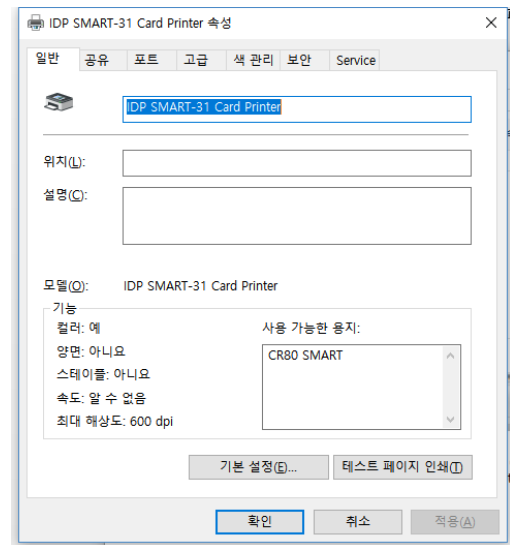 IDP SMART-31 Card Printer 속성
일반 공유 포트 고급 색 관리 보안 Service
IDP SMART-31 Card Printer
위치(L):
설명(C):
모델(O): IDP SMART-31 Card Printer
기능
컬러: 예 사용 가능한 용지:
양면: 아니요 CR80 SMART
스테이플: 아니요
속도: 알 수 없음
최대 해상도: 600 dpi
기본 설정(E)... 테스트 페이지 인쇄(T)
확인 취소 적용(A)